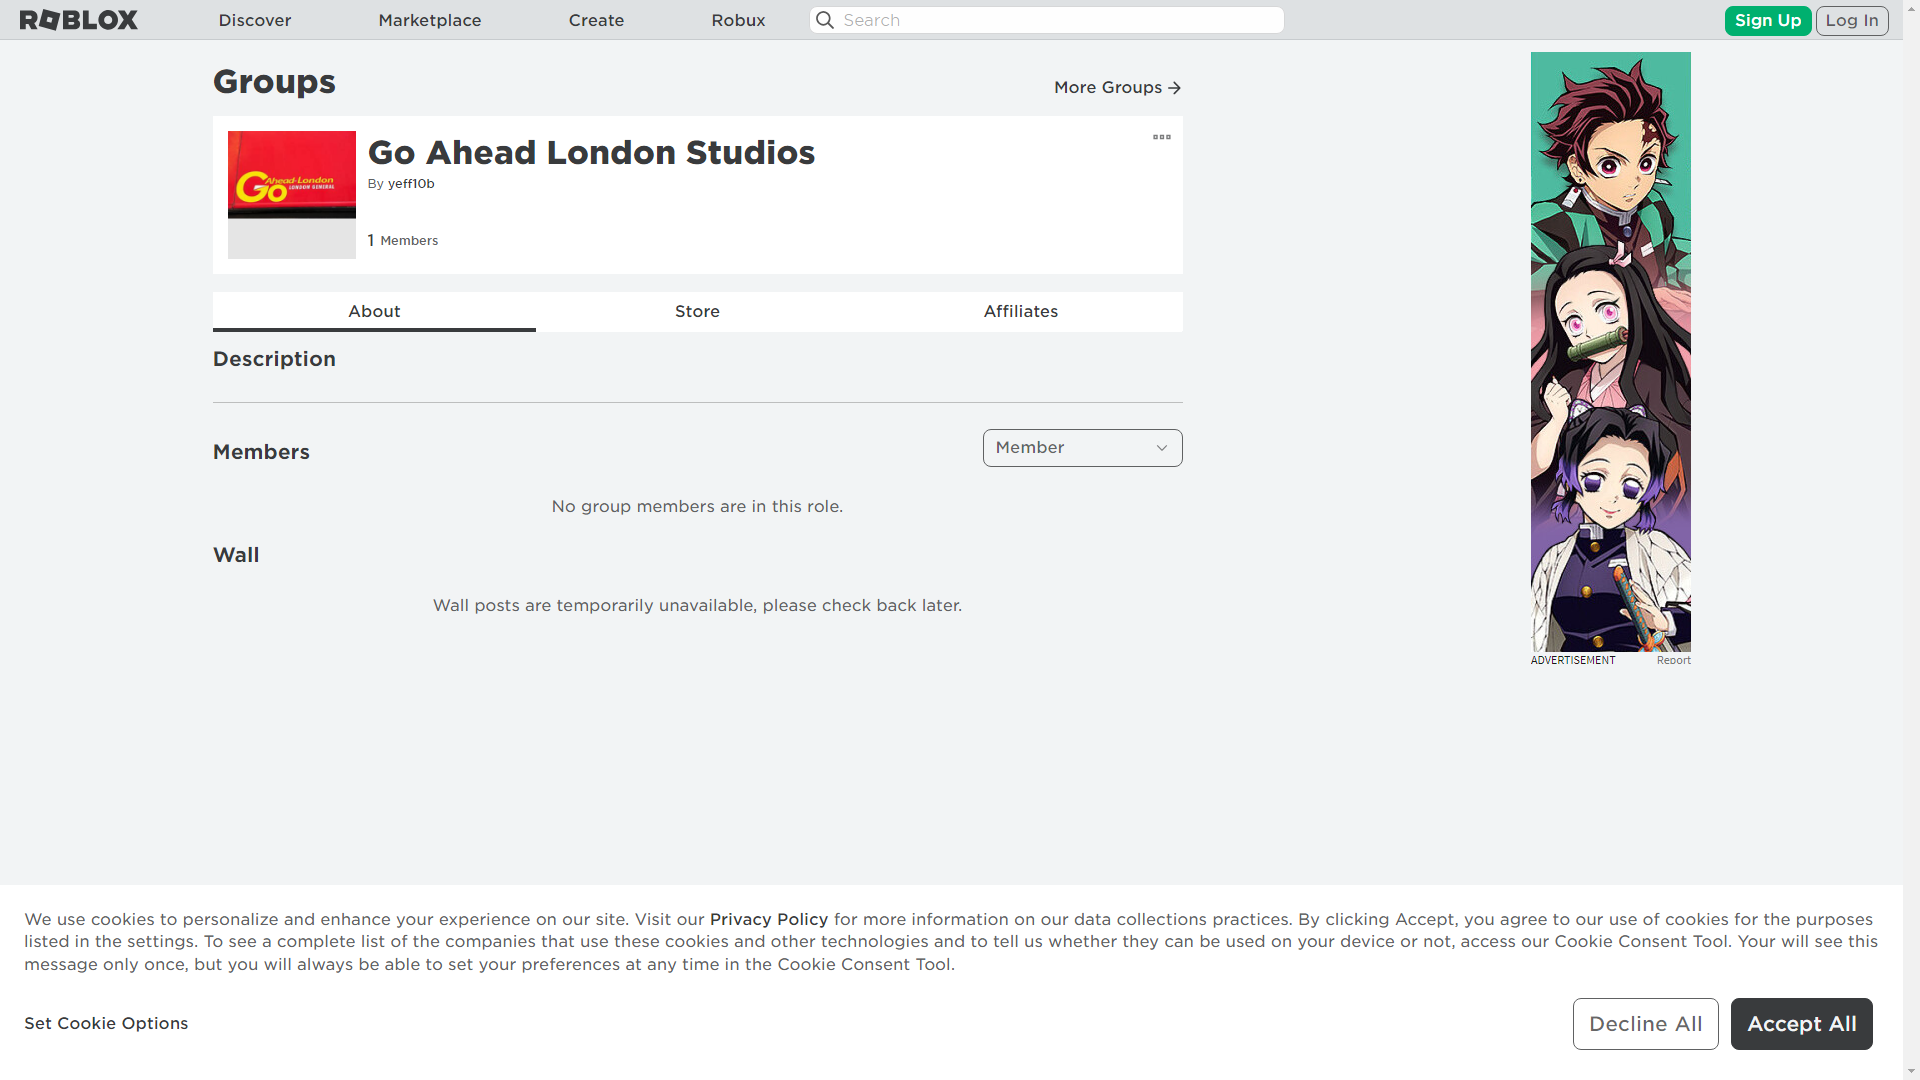 ROBLOX
Discover
Marketplace
Create
Robux
Search
Sign Up
Log In
Groups
More Groups
Go Ahead-London
LONDON GENERAL
Go Ahead London Studios
By yeff10b
1 Members
About
Store
Affiliates
Description
Members
Member
No group members are in this role.
Wall
Wall posts are temporarily unavailable, please check back later.
ADVERTISEMENT
Report
We use cookies to personalize and enhance your experience on our site. Visit our Privacy Policy for more information on our data collections practices. By clicking Accept, you agree to our use of cookies for the purposes
listed in the settings. To see a complete list of the companies that use these cookies and other technologies and to tell us whether they can be used on your device or not, access our Cookie Consent Tool. Your will see this
message only once, but you will always be able to set your preferences at any time in the Cookie Consent Tool.
Set Cookie Options
Decline All
Accept All